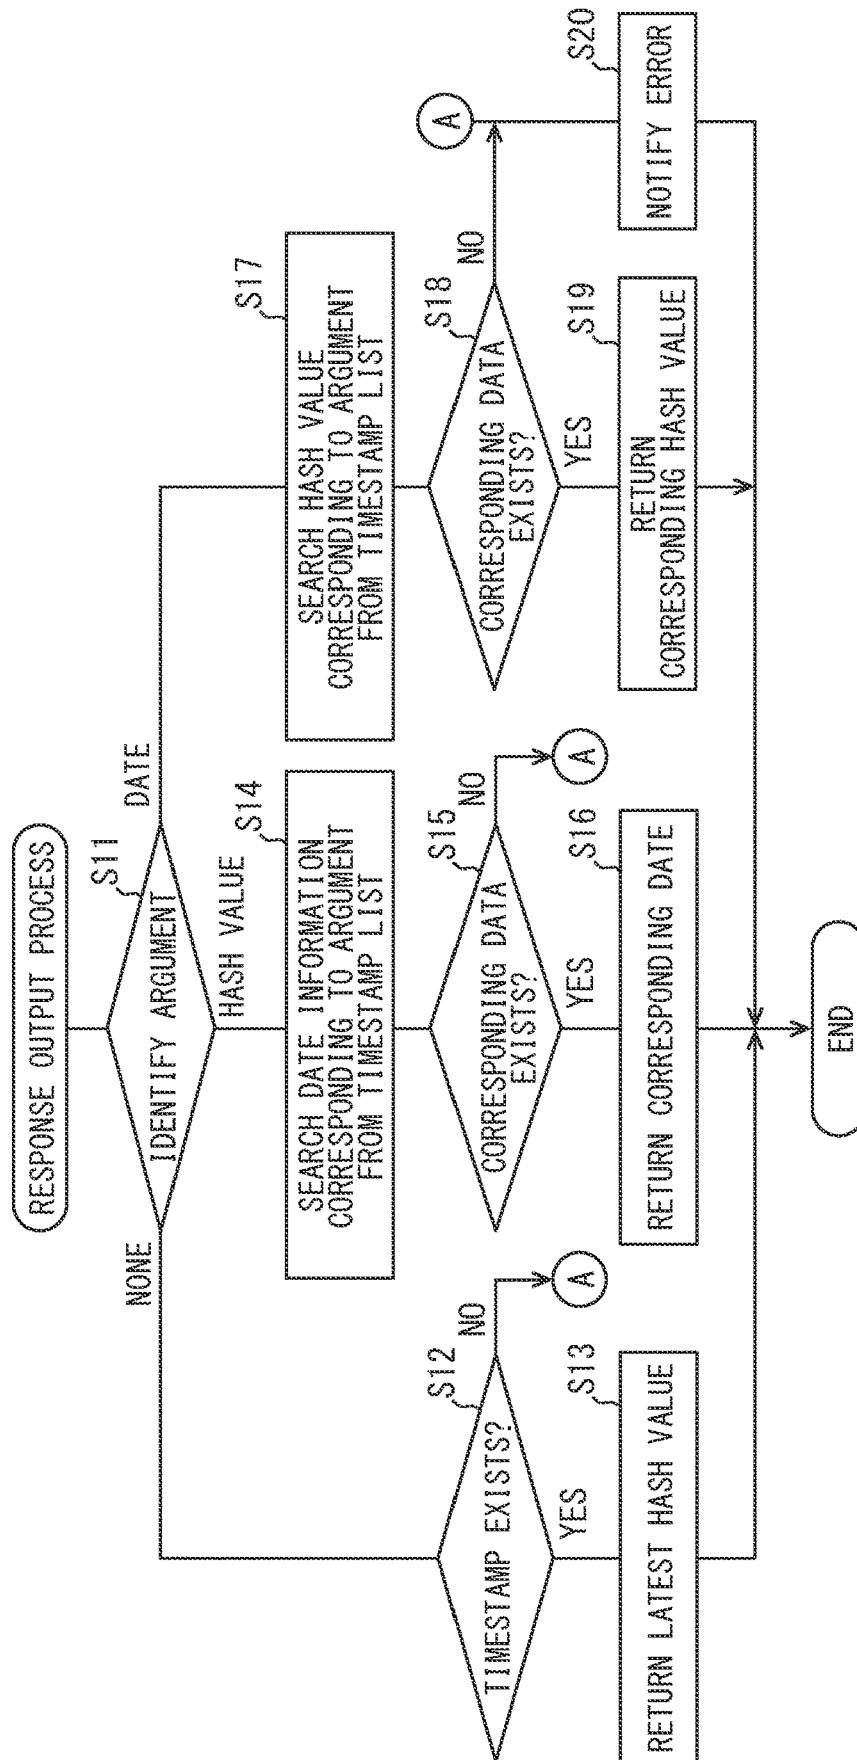 RESPONSE OUTPUT PROCESS
S11
IDENTIFY ARGUMENT
NONE
HASH VALUE
DATE
S12
TIMESTAMP EXISTS?
NO
A
YES
S13
RETURN LATEST HASH VALUE
S14
SEARCH DATE INFORMATION
CORRESPONDING TO ARGUMENT
FROM TIMESTAMP LIST
S15
CORRESPONDING DATA
EXISTS?
NO
A
YES
S16
RETURN CORRESPONDING DATE
S17
SEARCH HASH VALUE
CORRESPONDING TO ARGUMENT
FROM TIMESTAMP LIST
S18
CORRESPONDING DATA
EXISTS?
NO
A
YES
S19
RETURN
CORRESPONDING HASH VALUE
S20
NOTIFY ERROR
END